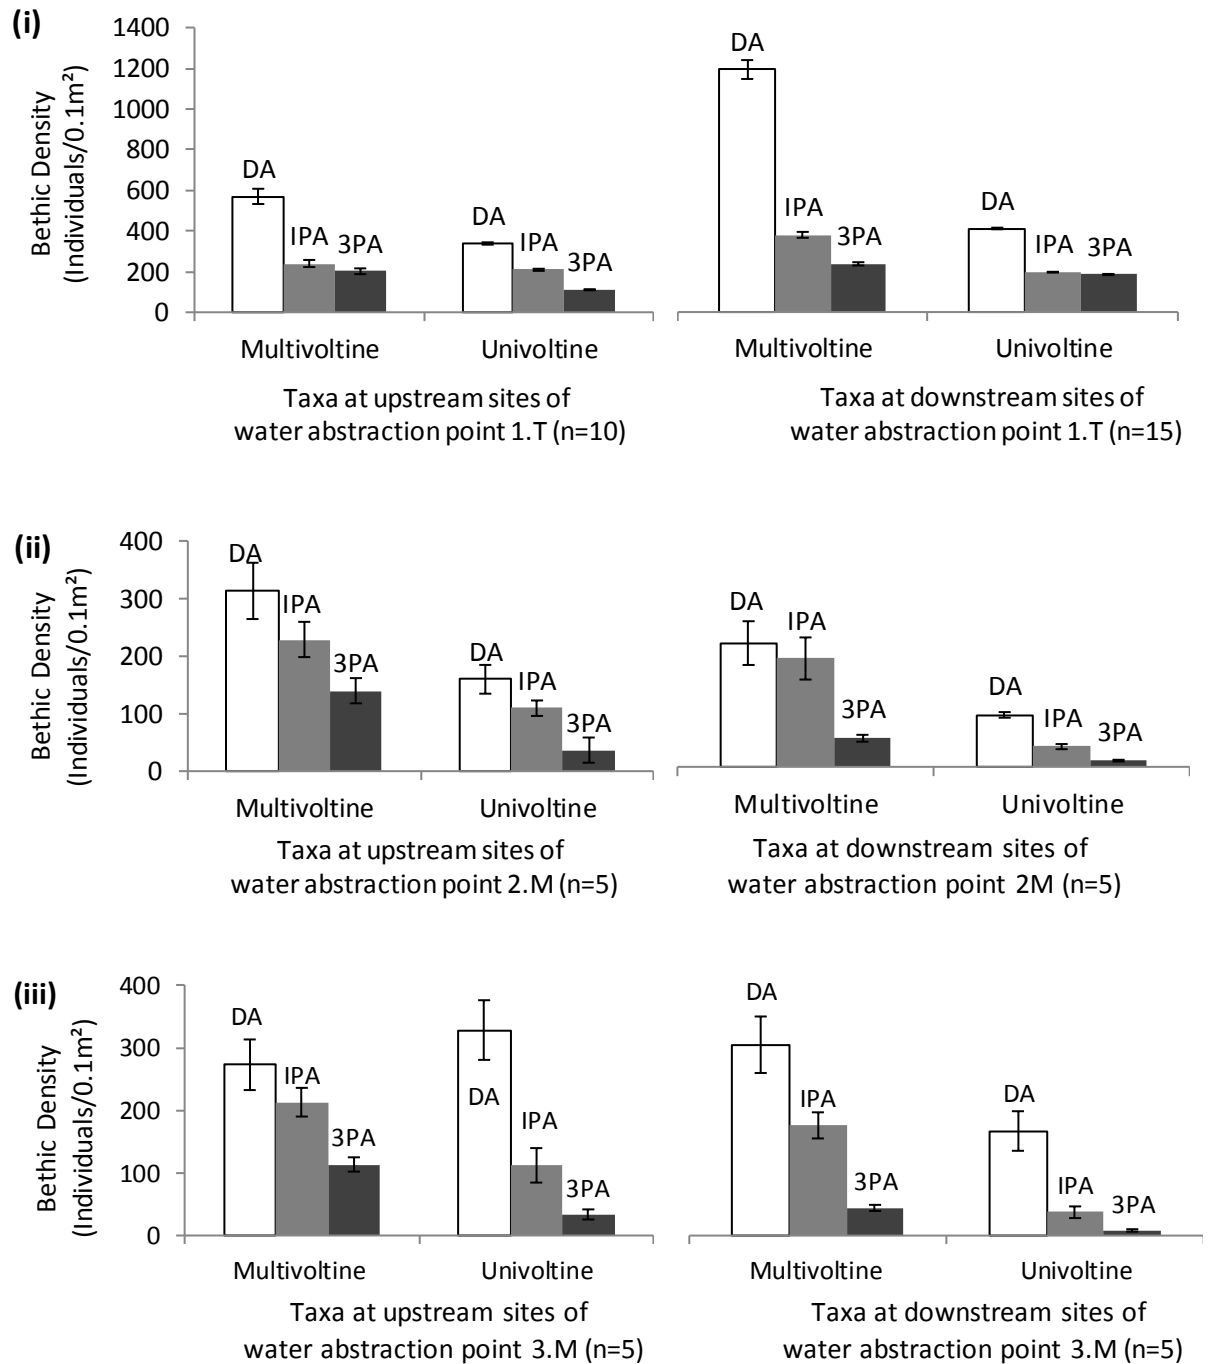 (i)
Bethic Density
(Individuals/0.1m²)
1400
1200
1000
800
600
400
200
0
DA
IPA
3PA
DA
IPA
3PA
Multivoltine
Univoltine
Taxa at upstream sites of
water abstraction point 1.T (n=10)
DA
IPA
3PA
DA
IPA
3PA
Multivoltine
Univoltine
Taxa at downstream sites of
water abstraction point 1.T (n=15)
(ii)
Bethic Density
(Individuals/0.1m²)
400
300
200
100
0
DA
IPA
3PA
DA
IPA
3PA
Multivoltine
Univoltine
Taxa at upstream sites of
water abstraction point 2.M (n=5)
DA
IPA
3PA
DA
IPA
3PA
Multivoltine
Univoltine
Taxa at downstream sites of
water abstraction point 2M (n=5)
(iii)
Bethic Density
(Individuals/0.1m²)
400
300
200
100
0
DA
IPA
3PA
DA
IPA
3PA
Multivoltine
Univoltine
Taxa at upstream sites of
water abstraction point 3.M (n=5)
DA
IPA
3PA
DA
IPA
3PA
Multivoltine
Univoltine
Taxa at downstream sites of
water abstraction point 3.M (n=5)